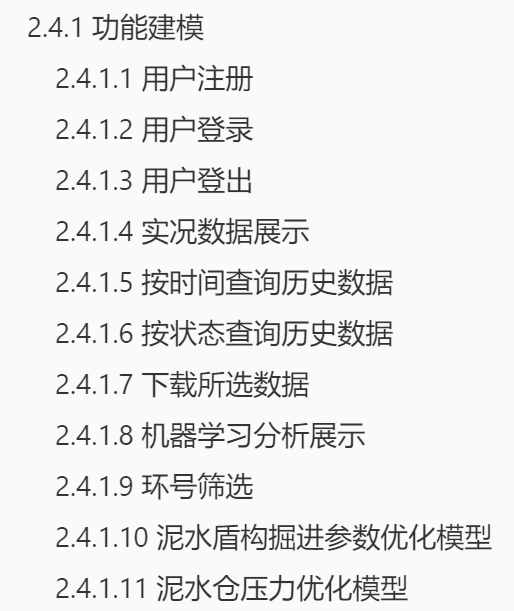 2.4.1 功能建模
2.4.1.1 用户注册
2.4.1.2 用户登录
2.4.1.3 用户登出
2.4.1.4 实况数据展示
2.4.1.5 按时间查询历史数据
2.4.1.6 按状态查询历史数据
2.4.1.7 下载所选数据
2.4.1.8 机器学习分析展示
2.4.1.9 环号筛选
2.4.1.10 泥水盾构掘进参数优化模型
2.4.1.11 泥水仓压力优化模型